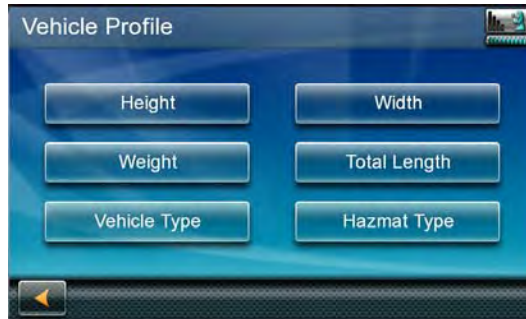 Vehicle Profile
Height
Width
Weight
Total Length
Vehicle Type
Hazmat Type